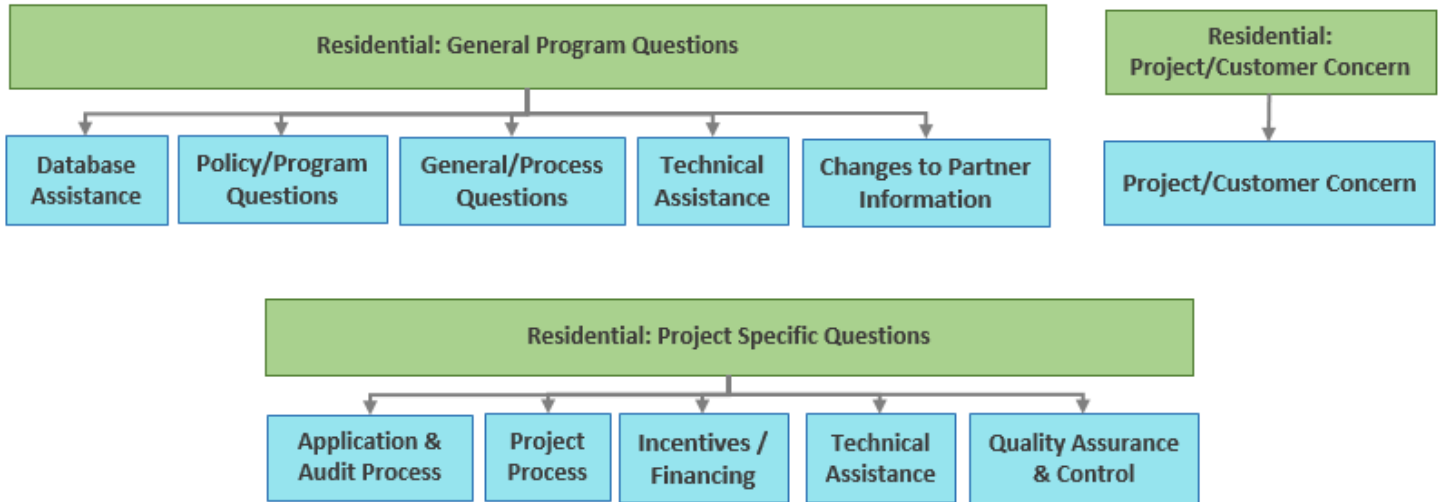 Residential: General Program Questions
Residential:
Project/Customer Concern
Database
Assistance
Policy/Program
Questions
General/Process
Questions
Technical
Assistance
Changes to Partner
Information
Project/Customer Concern
Residential: Project Specific Questions
Application &
Audit Process
Project
Process
Incentives /
Financing
Technical
Assistance
Quality Assurance
& Control